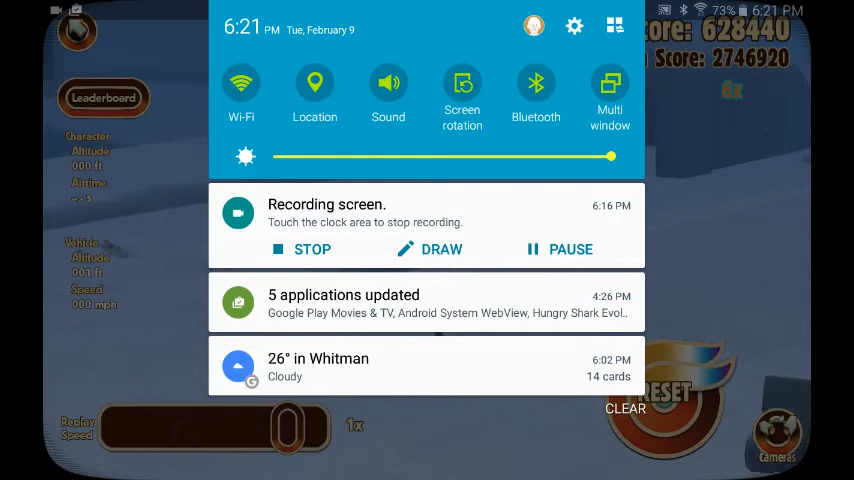 6:21 PM Tue, February 9
73% 6:21 PM
core: 628440
Score: 2746920
6x
Leaderboard
Character
Altitude
000 ft
Airtime
--.- s
Vehicle
Altitude
001 ft
Speed
000 mph
Wi-Fi
Location
Sound
Screen
rotation
Bluetooth
Multi
window
Recording screen. 6:16 PM
Touch the clock area to stop recording.
STOP DRAW PAUSE
5 applications updated 4:26 PM
Google Play Movies & TV, Android System WebView, Hungry Shark Evol..
26° in Whitman 6:02 PM
Cloudy 14 cards
CLEAR
RESET
Replay
Speed
1x
Cameras